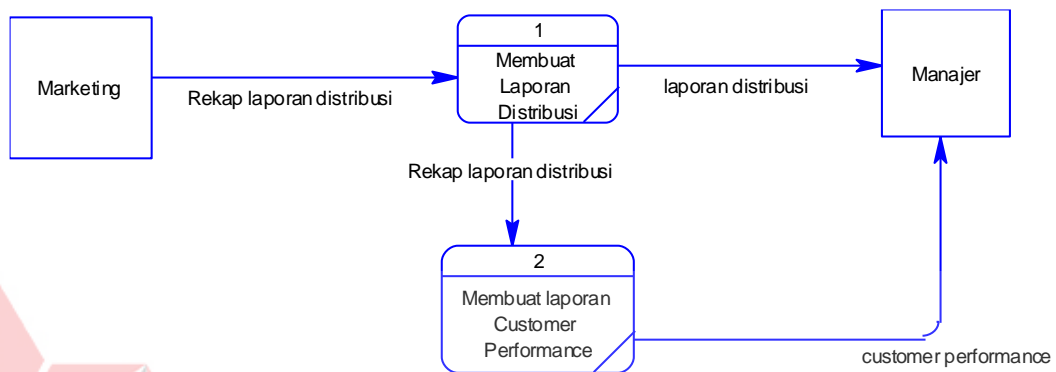 1
Membuat
Laporan
Distribusi
Marketing
Manajer
Rekap laporan distribusi
laporan distribusi
Rekap laporan distribusi
2
Membuat laporan
Customer
Performance
customer performance